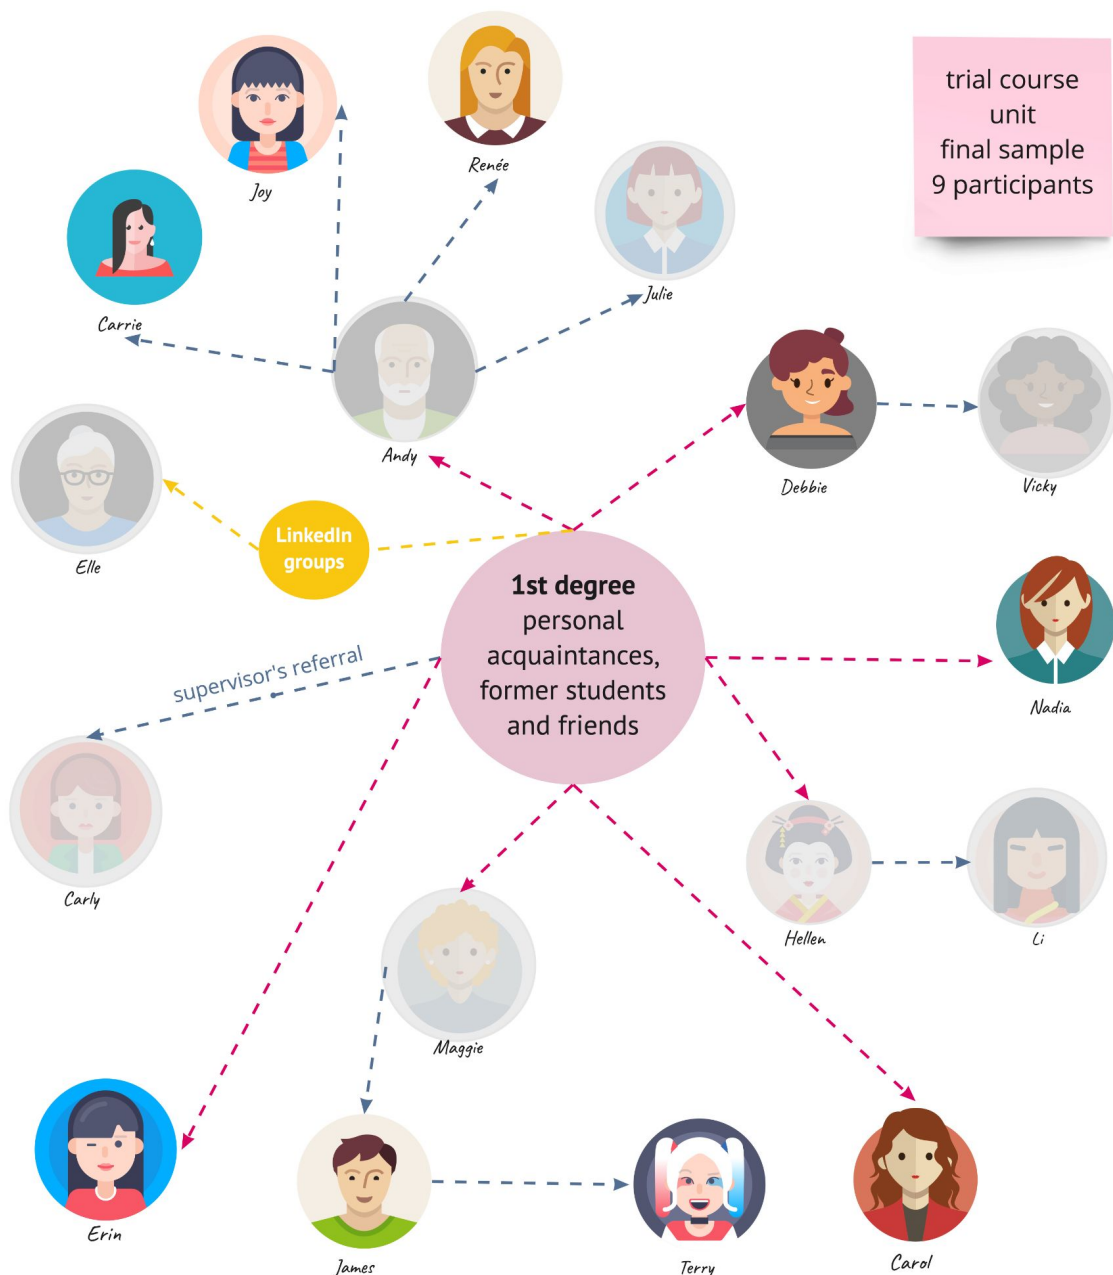 trial course
unit
final sample
9 participants
Renée
Joy
Julie
Carrie
Andy
Debbie
Vicky
LinkedIn
groups
Elle
1st degree
personal
acquaintances,
former students
and friends
supervisor's referral
Nadia
Carly
Hellen
Li
Maggie
Erin
James
Terry
Carol